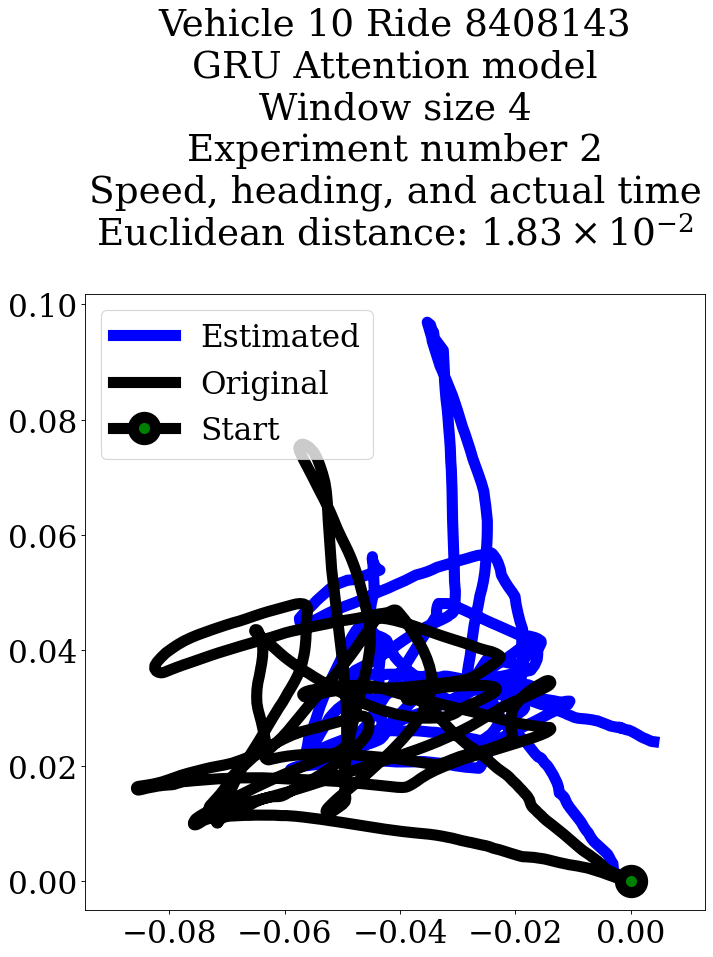 Vehicle 10 Ride 8408143
GRU Attention model
Window size 4
Experiment number 2
Speed, heading, and actual time
Euclidean distance: 1.83 × 10⁻²
Estimated
Original
Start
0.10
0.08
0.06
0.04
0.02
0.00
−0.08 −0.06 −0.04 −0.02 0.00